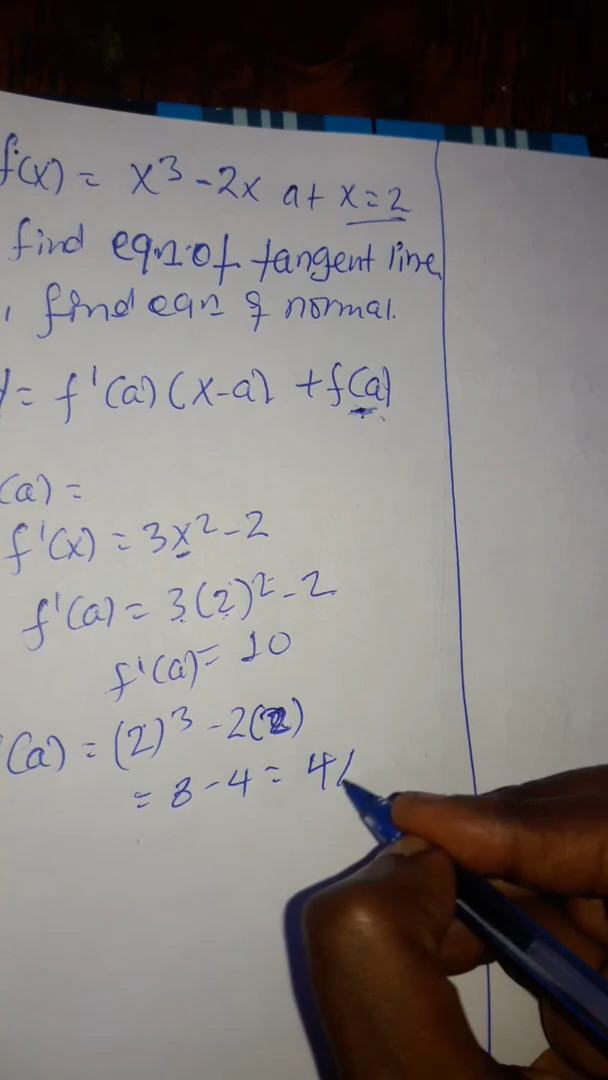 f(x) = x³ - 2x at x = 2
find eqn of tangent line
, find eqn of normal.
y = f'(a) (x-a) + f(a)
(a) =
f'(x) = 3x² - 2
f'(a) = 3(2)² - 2
f'(a) = 10
(a) = (2)³ - 2(2)
= 8 - 4 = 4